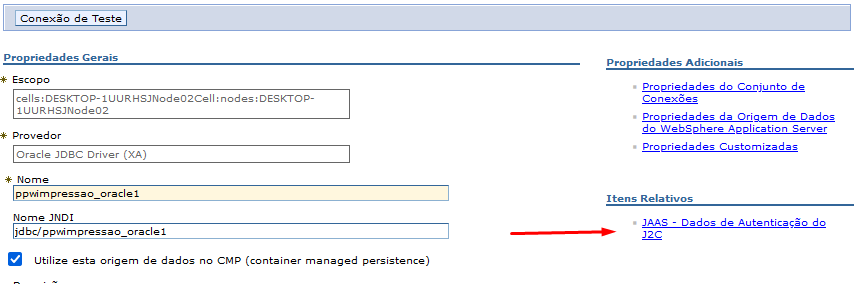 Conexão de Teste
Propriedades Gerais
* Escopo
cells:DESKTOP-1UURHSJNode02Cell:nodes:DESKTOP-
1UURHSJNode02
* Provedor
Oracle JDBC Driver (XA)
* Nome
ppwimpressao_oracle1
Nome JNDI
jdbc/ppwimpressao_oracle1
Utilize esta origem de dados no CMP (container managed persistence)
Propriedades Adicionais
Propriedades do Conjunto de
Conexões
Propriedades da Origem de Dados
do WebSphere Application Server
Propriedades Customizadas
Itens Relativos
JAAS - Dados de Autenticação do
J2C